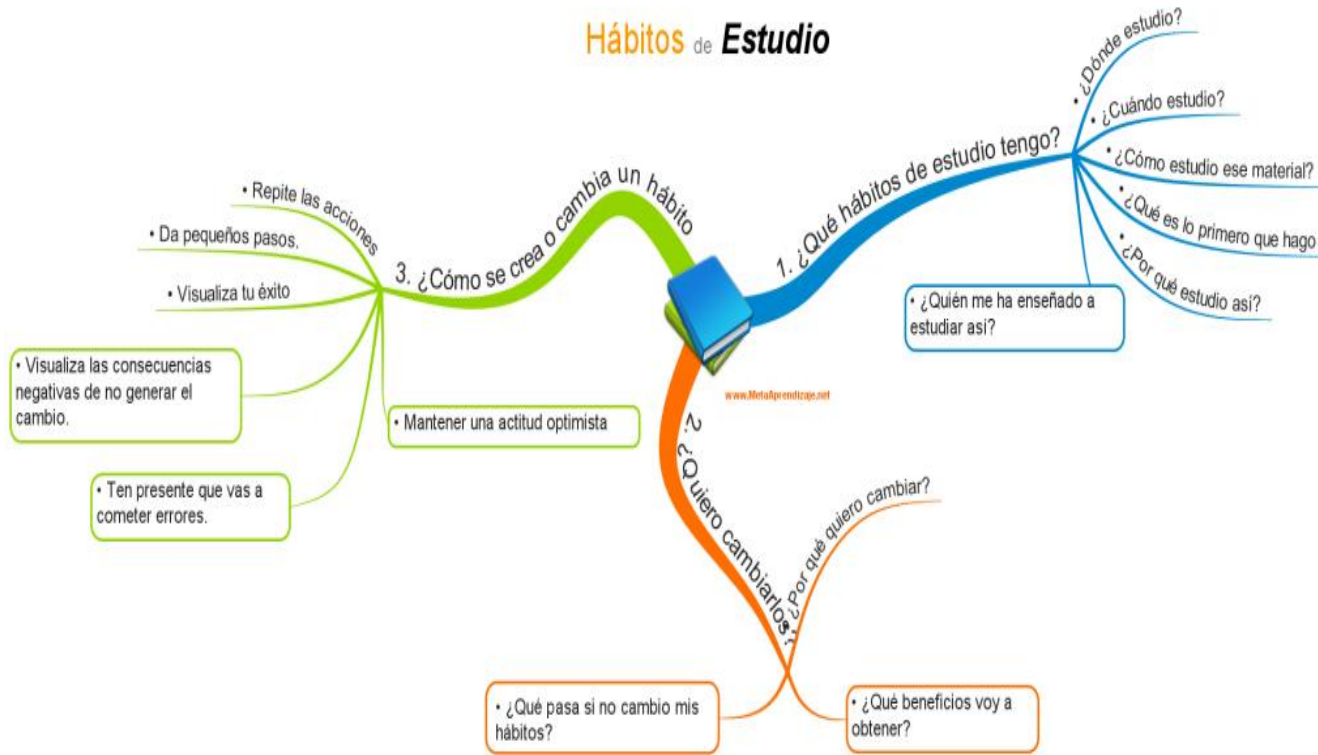 Hábitos de Estudio
1. ¿Qué hábitos de estudio tengo?
• ¿Dónde estudio?
• ¿Cuándo estudio?
• ¿Cómo estudio ese material?
• ¿Qué es lo primero que hago
• ¿Por qué estudio así?
• ¿Quién me ha enseñado a
estudiar así?
www.MetaAprendizaje.net
2. ¿Quiero cambiarlos?
• ¿Por qué quiero cambiar?
• ¿Qué beneficios voy a
obtener?
• ¿Qué pasa si no cambio mis
hábitos?
3. ¿Cómo se crea o cambia un hábito
• Repite las acciones
• Da pequeños pasos.
• Visualiza tu éxito
• Visualiza las consecuencias
negativas de no generar el
cambio.
• Ten presente que vas a
cometer errores.
• Mantener una actitud optimista